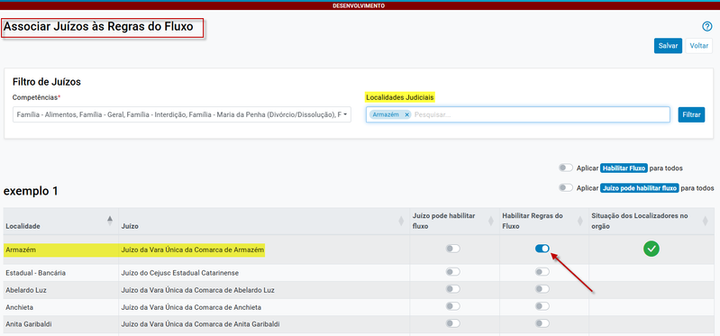 DESENVOLVIMENTO
Associar Juízos às Regras do Fluxo
Salvar
Voltar
Filtro de Juízos
Competências*
Localidades Judiciais
Família - Alimentos, Família - Geral, Família - Interdição, Família - Maria da Penha (Divórcio/Dissolução), F
Armazém × Pesquisar...
Filtrar
Aplicar Habilitar Fluxo para todos
Aplicar Juízo pode habilitar fluxo para todos
exemplo 1
Localidade
Juízo
Juízo pode habilitar
fluxo
Habilitar Regras do
Fluxo
Situação dos Localizadores no
orgão
Armazém
Juízo da Vara Única da Comarca de Armazém
Estadual - Bancária
Juízo do Cejusc Estadual Catarinense
Abelardo Luz
Juízo da Vara Única da Comarca de Abelardo Luz
Anchieta
Juízo da Vara Única da Comarca de Anchieta
Anita Garibaldi
Juízo da Vara Única da Comarca de Anita Garibaldi